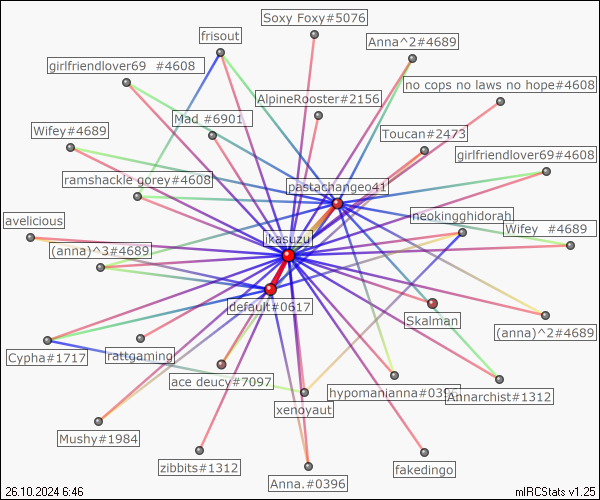 Soxy Foxy#5076
frisout
Anna^2#4689
girlfriendlover69 #4608
no cops no laws no hope#4608
AlpineRooster#2156
Mad_#6901
Wifey#4689
Toucan#2473
girlfriendlover69#4608
ramshackle gorey#4608
pastachangeo41
avelicious
neokingghidorah
Wifey #4689
jkasuzu
(anna)^3#4689
default#0617
Skalman
(anna)^2#4689
Cypha#1717
rattgaming
ace deucy#7097
hypomanianna#0396
Annarchist#1312
xenoyaut
Mushy#1984
zibbits#1312
fakedingo
Anna.#0396
26.10.2024 6:46
mIRCStats v1.25